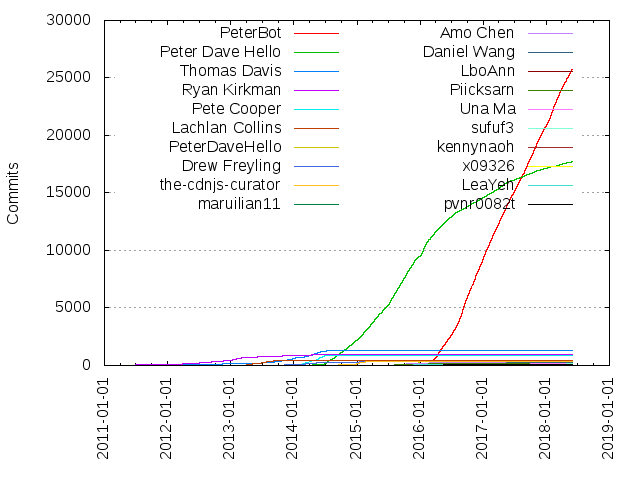 30000
25000
20000
15000
10000
5000
0
Commits
PeterBot
Peter Dave Hello
Thomas Davis
Ryan Kirkman
Pete Cooper
Lachlan Collins
PeterDaveHello
Drew Freyling
the-cdnjs-curator
maruilian11
Amo Chen
Daniel Wang
LboAnn
Piicksarn
Una Ma
sufuf3
kennynaoh
x09326
LeaYeh
pvnr0082t
2011-01-01
2012-01-01
2013-01-01
2014-01-01
2015-01-01
2016-01-01
2017-01-01
2018-01-01
2019-01-01